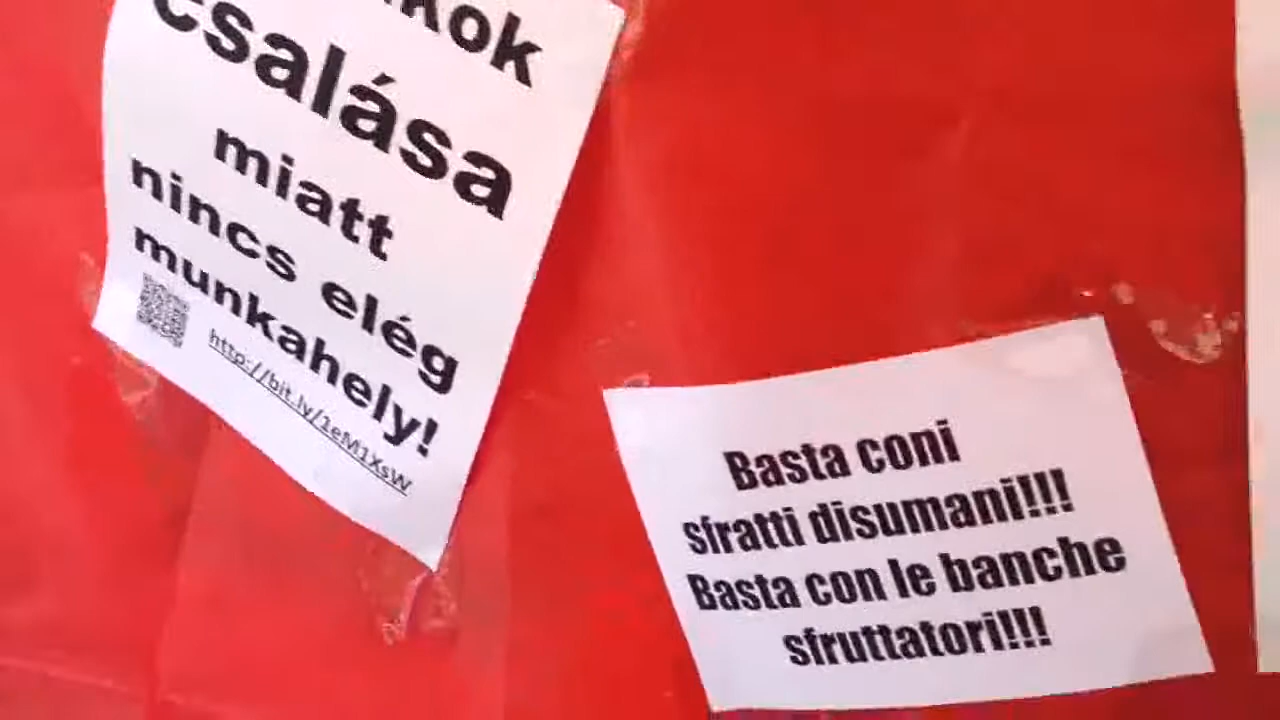 csalása
miatt
nincs elég
munkahely!
http://bit.ly/1eM1XsW
Basta coni
sfratti disumani!!!
Basta con le banche
sfruttatori!!!